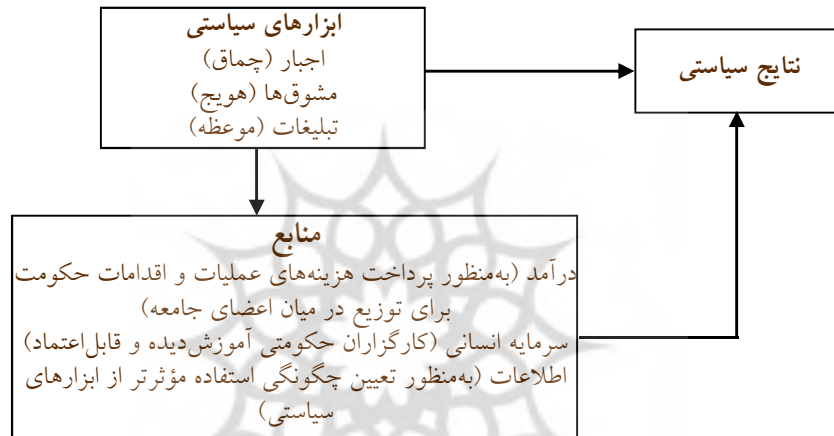 ابزارهای سیاستی
اجبار (چماق)
مشوق‌ها (هویج)
تبلیغات (موعظه)
نتایج سیاستی
منابع
درآمد (به‌منظور پرداخت هزینه‌های عملیات و اقدامات حکومت
برای توزیع در میان اعضای جامعه)
سرمایه انسانی (کارگزاران حکومتی آموزش‌دیده و قابل‌اعتماد)
اطلاعات (به‌منظور تعیین چگونگی استفاده مؤثرتر از ابزارهای
سیاستی)